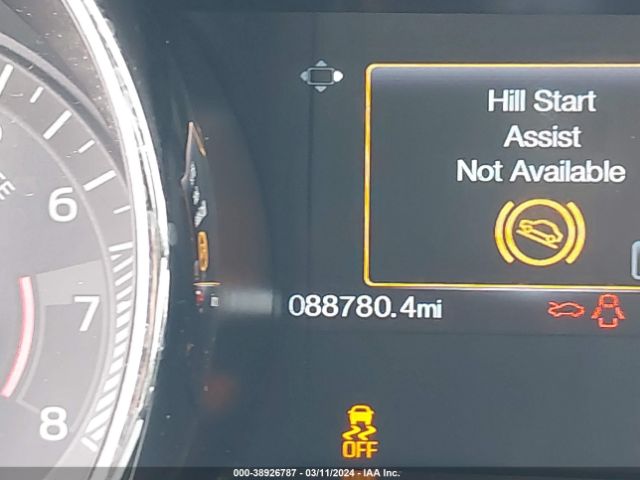 Hill Start
Assist
Not Available
6
088780.4mi
7
8
OFF
000-38926787 - 03/11/2024 - IAA Inc.